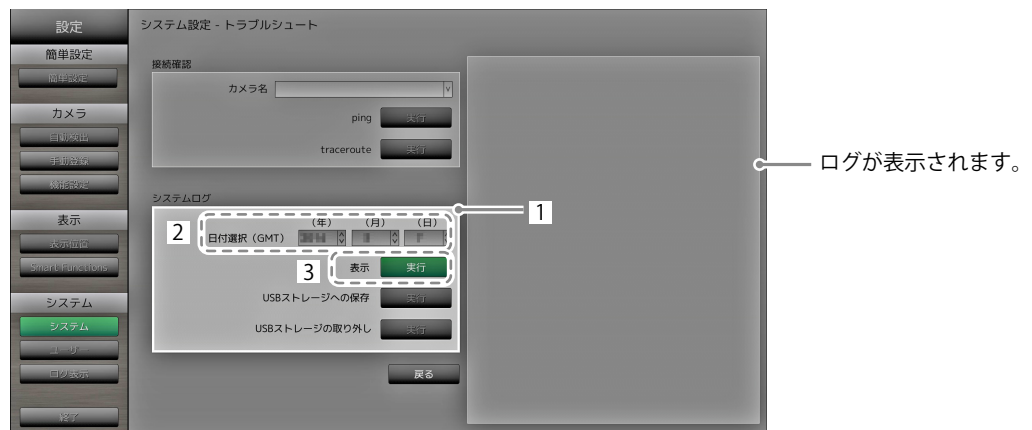 設定
簡単設定
簡単設定
カメラ
自動検出
手動登録
機能設定
表示
表示位置
Smart Functions
システム
システム
ユーザー
ログ表示
終了
システム設定 - トラブルシュート
接続確認
カメラ名
ping 実行
traceroute 実行
システムログ
1
2
(年) (月) (日)
日付選択（GMT）
3
表示 実行
USBストレージへの保存 実行
USBストレージの取り外し 実行
戻る
ログが表示されます。